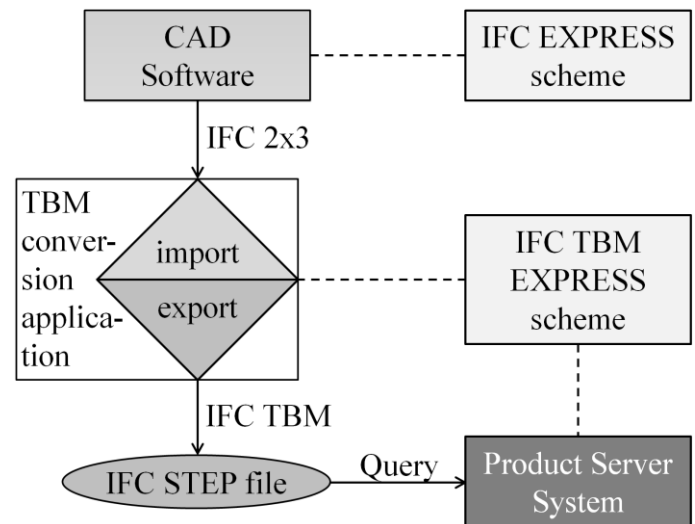 CAD
Software
IFC EXPRESS
scheme
IFC 2x3
TBM
conver-
sion
applica-
tion
import
export
IFC TBM
EXPRESS
scheme
IFC TBM
IFC STEP file
Query
Product Server
System